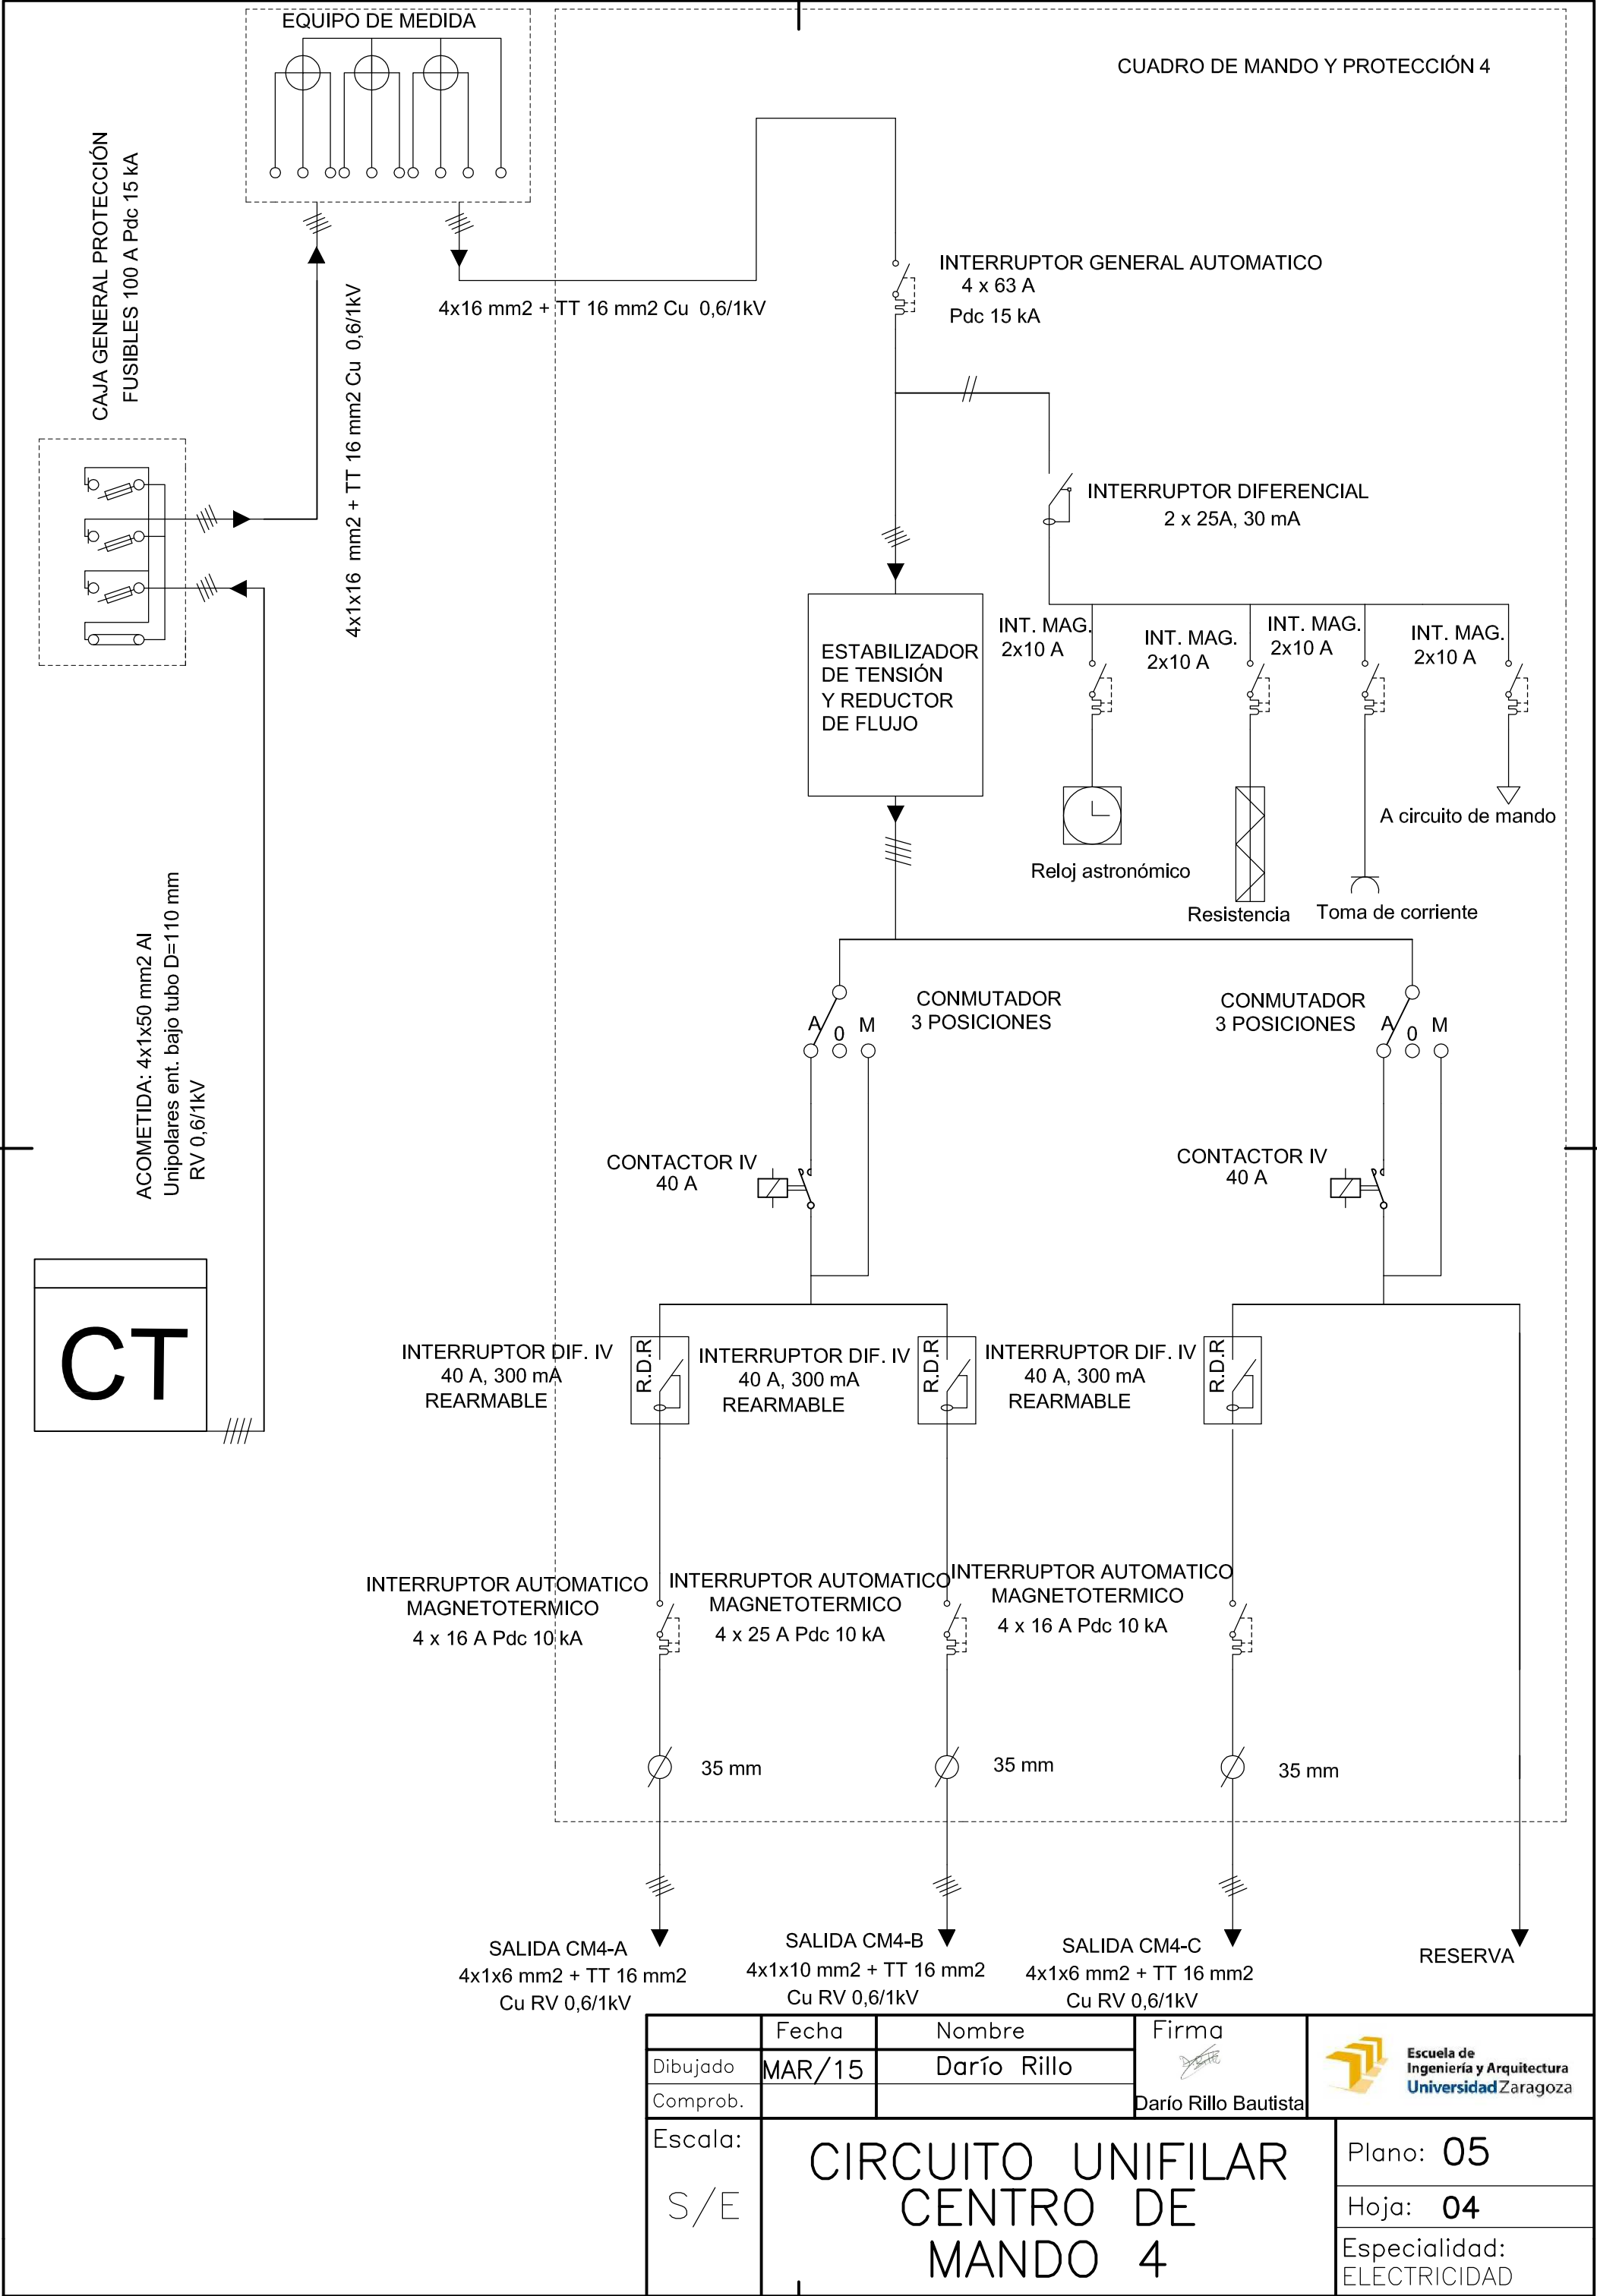 EQUIPO DE MEDIDA
CUADRO DE MANDO Y PROTECCIÓN 4
CAJA GENERAL PROTECCIÓN
FUSIBLES 100 A Pdc 15 kA
4x1x16 mm2 + TT 16 mm2 Cu 0,6/1kV
4x16 mm2 + TT 16 mm2 Cu 0,6/1kV
INTERRUPTOR GENERAL AUTOMATICO
4 x 63 A
Pdc 15 kA
INTERRUPTOR DIFERENCIAL
2 x 25A, 30 mA
ESTABILIZADOR
DE TENSIÓN
Y REDUCTOR
DE FLUJO
INT. MAG.
2x10 A
INT. MAG.
2x10 A
INT. MAG.
2x10 A
INT. MAG.
2x10 A
Reloj astronómico
Resistencia
Toma de corriente
A circuito de mando
ACOMETIDA: 4x1x50 mm2 Al
Unipolares ent. bajo tubo D=110 mm
RV 0,6/1kV
CT
CONMUTADOR
3 POSICIONES
A 0 M
CONMUTADOR
3 POSICIONES
A 0 M
CONTACTOR IV
40 A
CONTACTOR IV
40 A
INTERRUPTOR DIF. IV
40 A, 300 mA
REARMABLE
R.D.R
INTERRUPTOR DIF. IV
40 A, 300 mA
REARMABLE
R.D.R
INTERRUPTOR DIF. IV
40 A, 300 mA
REARMABLE
R.D.R
INTERRUPTOR AUTOMATICO
MAGNETOTERMICO
4 x 16 A Pdc 10 kA
INTERRUPTOR AUTOMATICO
MAGNETOTERMICO
4 x 25 A Pdc 10 kA
INTERRUPTOR AUTOMATICO
MAGNETOTERMICO
4 x 16 A Pdc 10 kA
35 mm
35 mm
35 mm
SALIDA CM4-A
4x1x6 mm2 + TT 16 mm2
Cu RV 0,6/1kV
SALIDA CM4-B
4x1x10 mm2 + TT 16 mm2
Cu RV 0,6/1kV
SALIDA CM4-C
4x1x6 mm2 + TT 16 mm2
Cu RV 0,6/1kV
RESERVA
Fecha
Nombre
Firma
Dibujado
MAR/15
Darío Rillo
Comprob.
Darío Rillo Bautista
Escuela de
Ingeniería y Arquitectura
Universidad Zaragoza
Escala:
S/E
CIRCUITO UNIFILAR
CENTRO DE
MANDO 4
Plano: 05
Hoja: 04
Especialidad:
ELECTRICIDAD